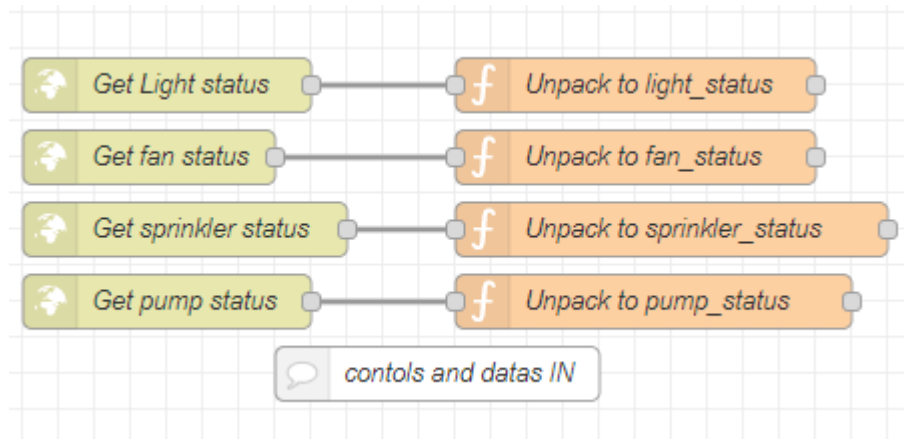 Get Light status
Unpack to light_status
Get fan status
Unpack to fan_status
Get sprinkler status
Unpack to sprinkler_status
Get pump status
Unpack to pump_status
contols and datas IN